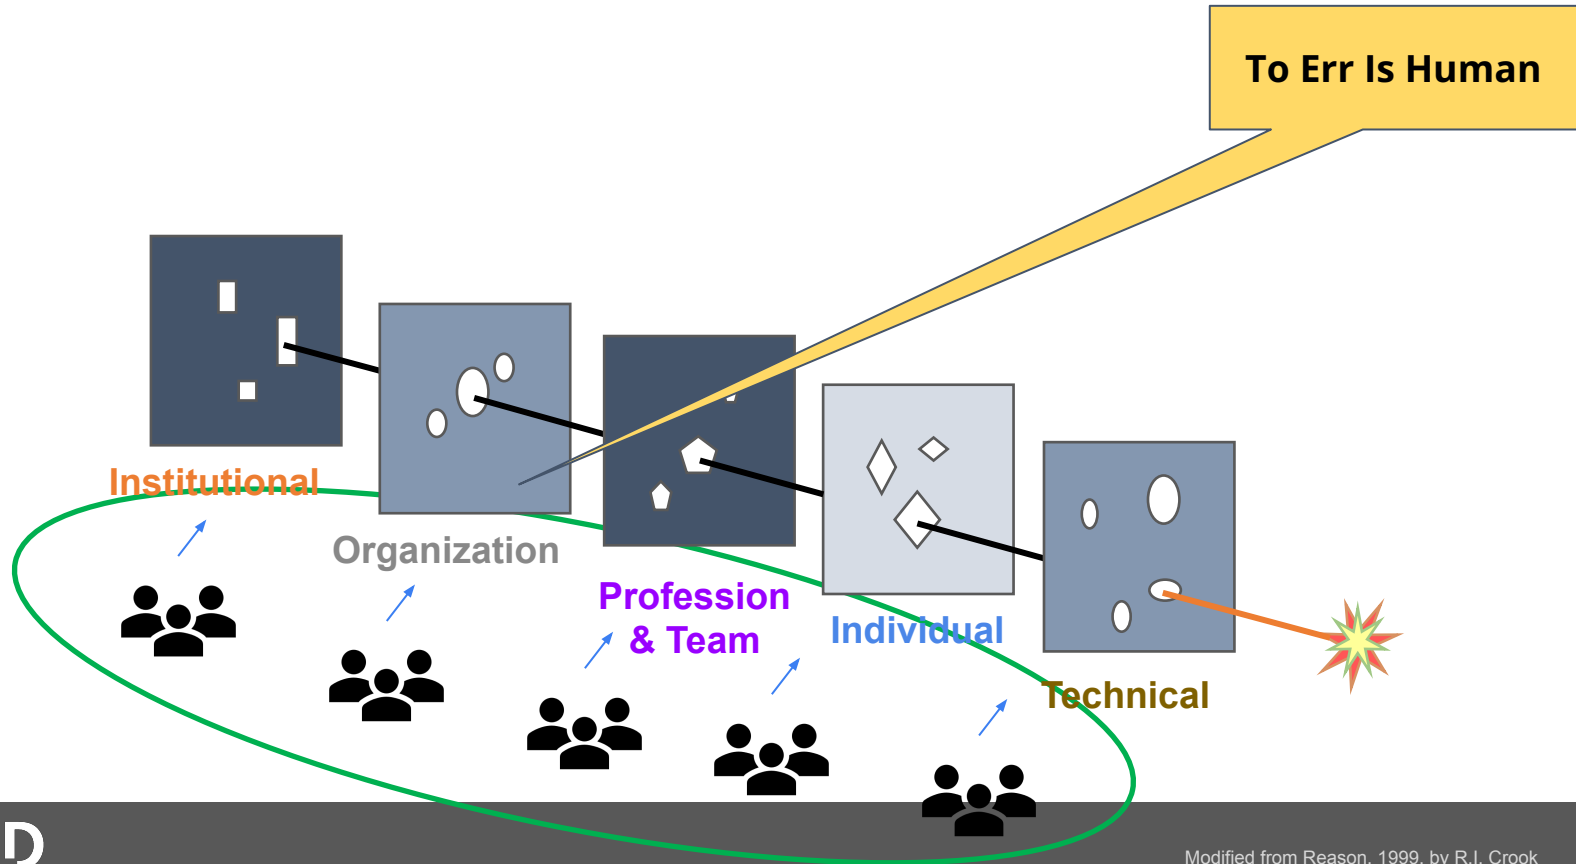 To Err Is Human
Institutional
Organization
Profession
& Team
Individual
Technical
Modified from Reason, 1999, by R.I. Crook